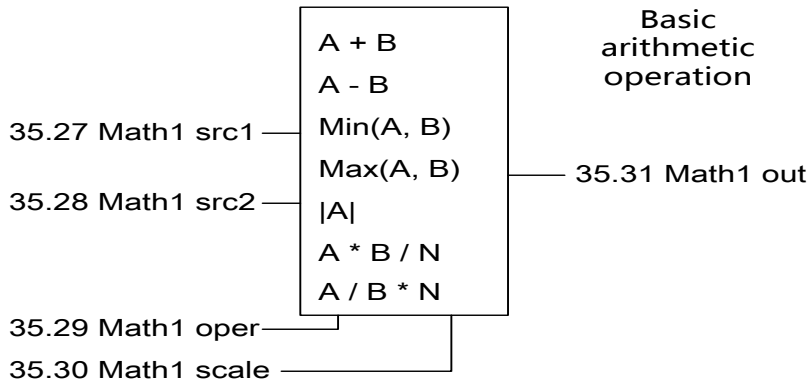 Basic
arithmetic
operation
A + B
A - B
Min(A, B)
Max(A, B)
|A|
A * B / N
A / B * N
35.27 Math1 src1
35.28 Math1 src2
35.29 Math1 oper
35.30 Math1 scale
35.31 Math1 out